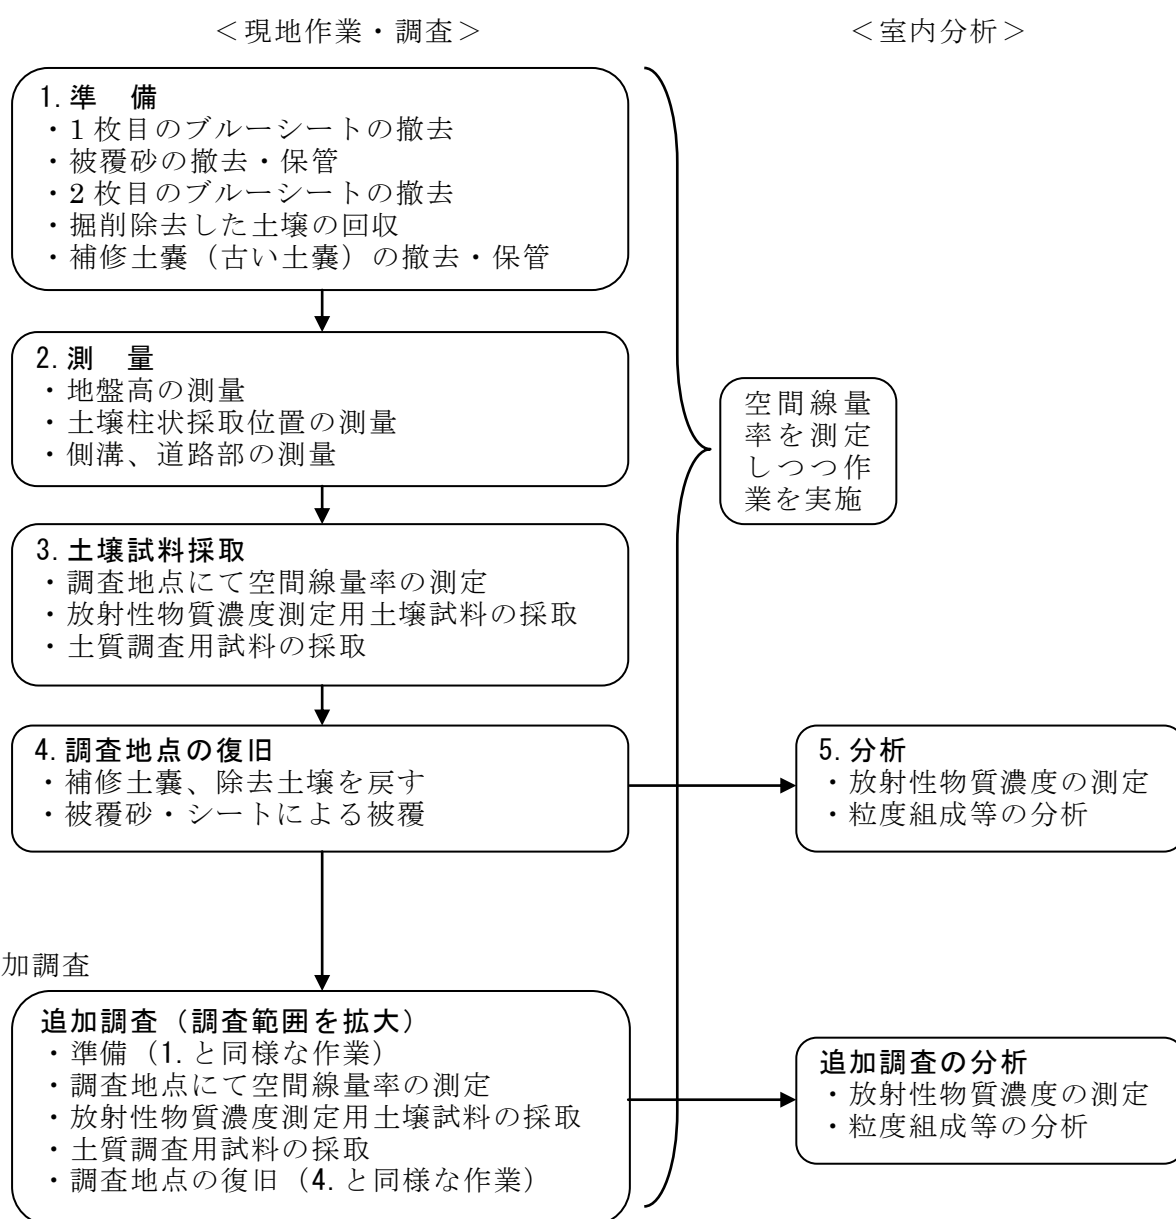 ＜現地作業・調査＞
＜室内分析＞
1.準　備
・1枚目のブルーシートの撤去
・被覆砂の撤去・保管
・2枚目のブルーシートの撤去
・掘削除去した土壌の回収
・補修土嚢（古い土嚢）の撤去・保管
2.測　量
・地盤高の測量
・土壌柱状採取位置の測量
・側溝、道路部の測量
空間線量
率を測定
しつつ作
業を実施
3.土壌試料採取
・調査地点にて空間線量率の測定
・放射性物質濃度測定用土壌試料の採取
・土質調査用試料の採取
4.調査地点の復旧
・補修土嚢、除去土壌を戻す
・被覆砂・シートによる被覆
5.分析
・放射性物質濃度の測定
・粒度組成等の分析
加調査
追加調査（調査範囲を拡大）
・準備（1.と同様な作業）
・調査地点にて空間線量率の測定
・放射性物質濃度測定用土壌試料の採取
・土質調査用試料の採取
・調査地点の復旧（4.と同様な作業）
追加調査の分析
・放射性物質濃度の測定
・粒度組成等の分析